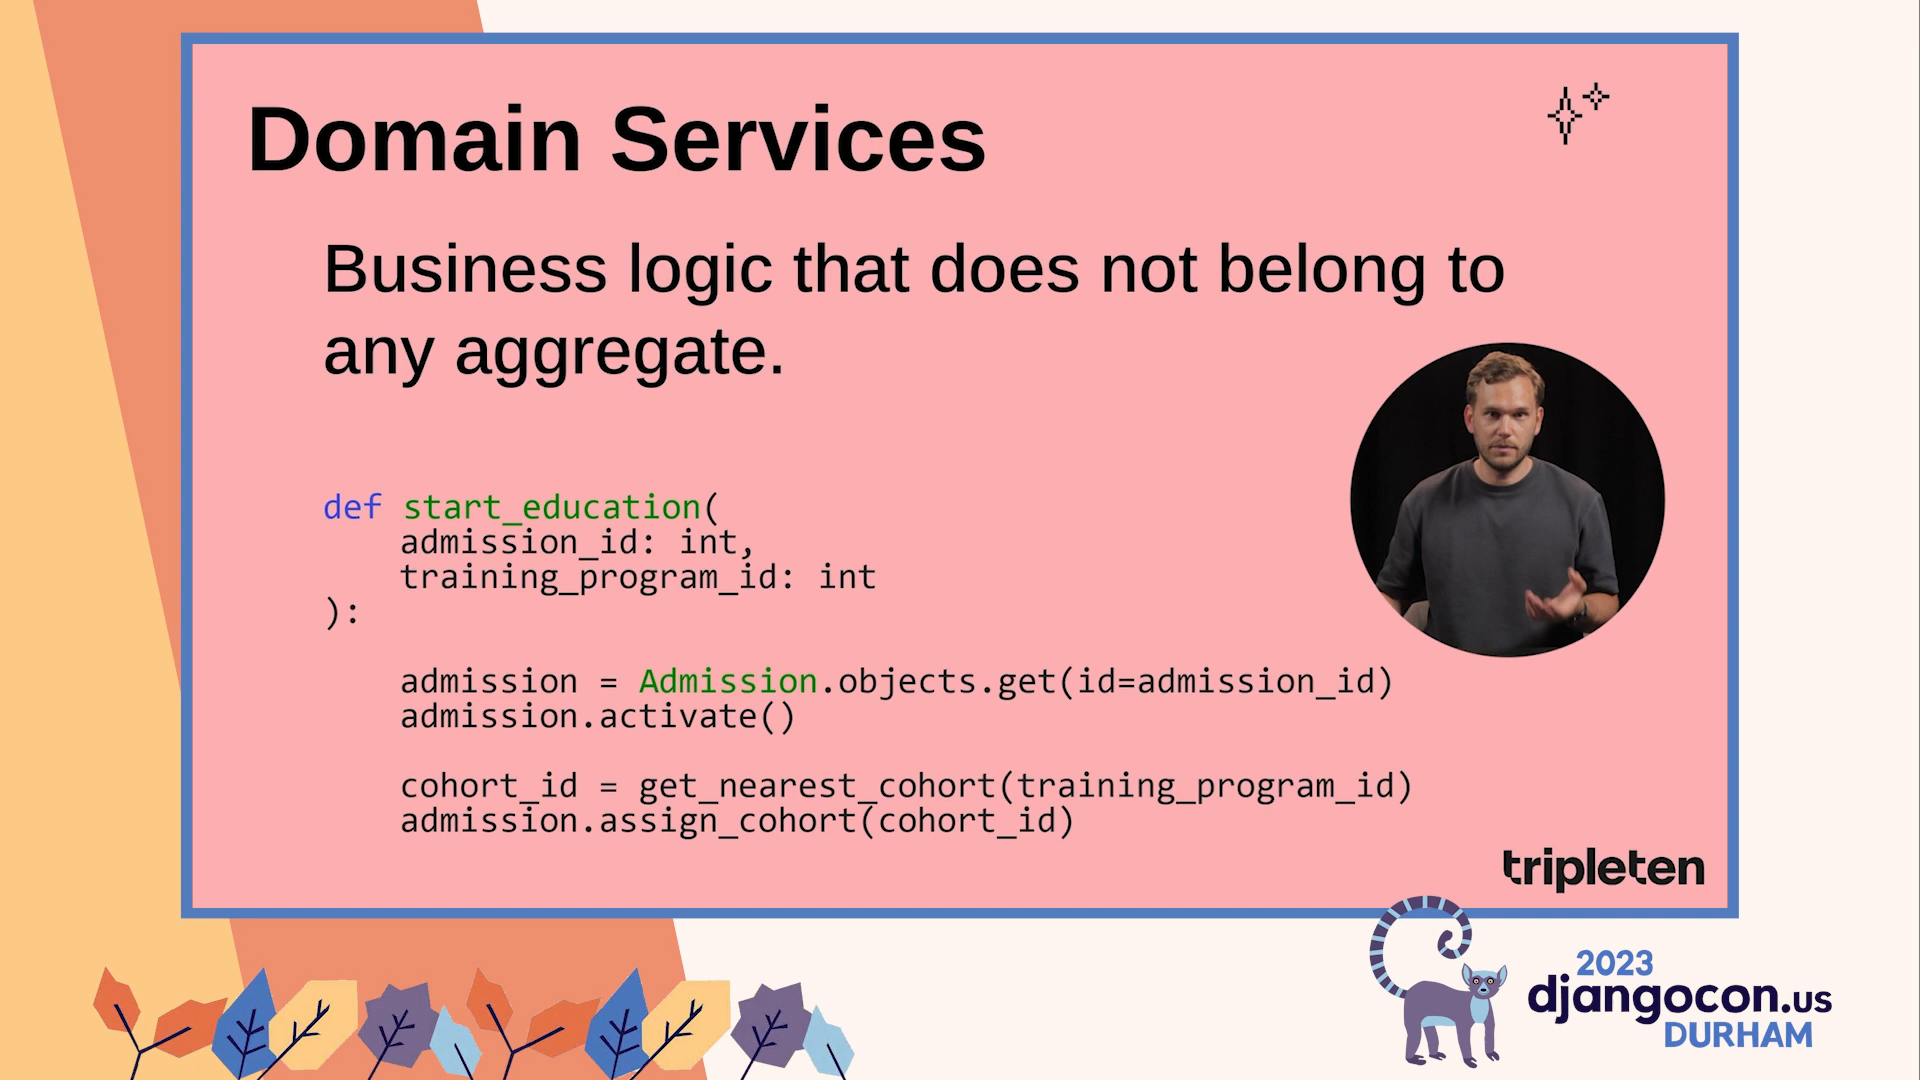 Domain Services
Business logic that does not belong to
any aggregate.
def start_education(
    admission_id: int,
    training_program_id: int
):
    admission = Admission.objects.get(id=admission_id)
    admission.activate()
    cohort_id = get_nearest_cohort(training_program_id)
    admission.assign_cohort(cohort_id)
tripleten
2023
djangocon.us
DURHAM